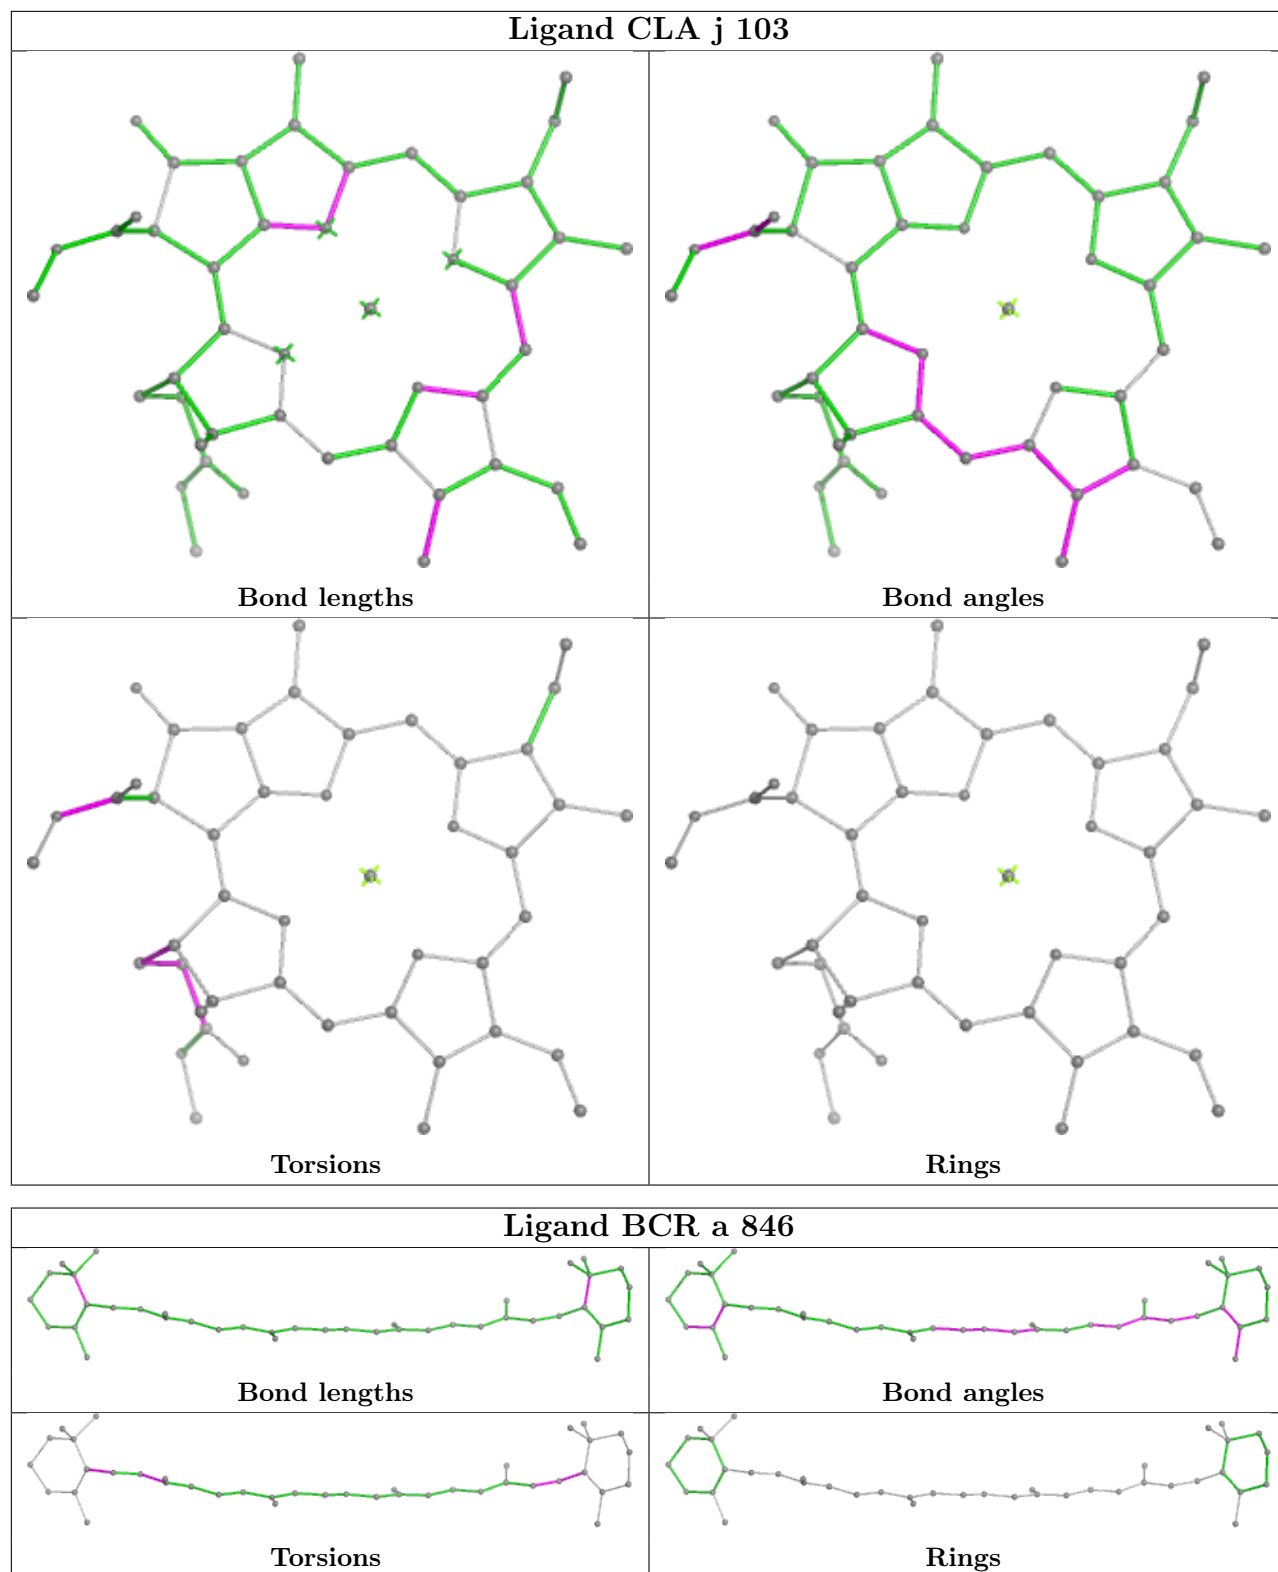 Ligand CLA j 103
Bond lengths
Bond angles
Torsions
Rings
Ligand BCR a 846
Bond lengths
Bond angles
Torsions
Rings